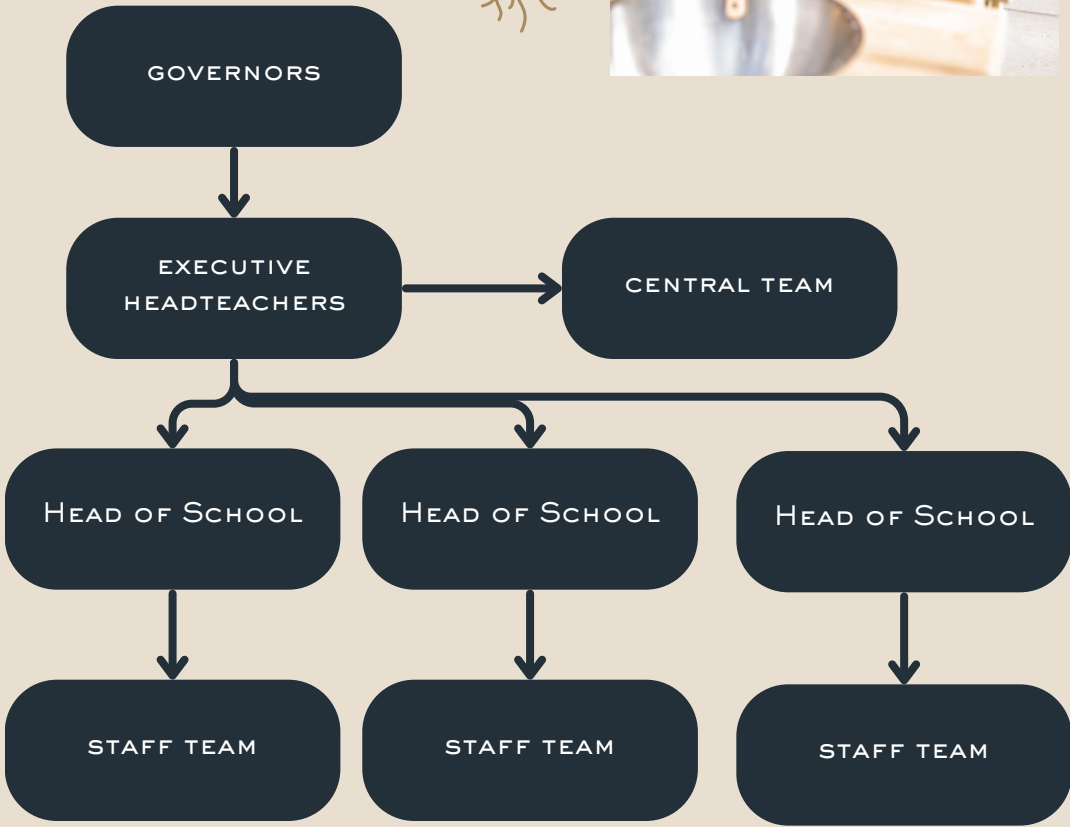 GOVERNORS
EXECUTIVE
HEADTEACHERS
CENTRAL TEAM
Head of School
Head of School
Head of School
STAFF TEAM
STAFF TEAM
STAFF TEAM